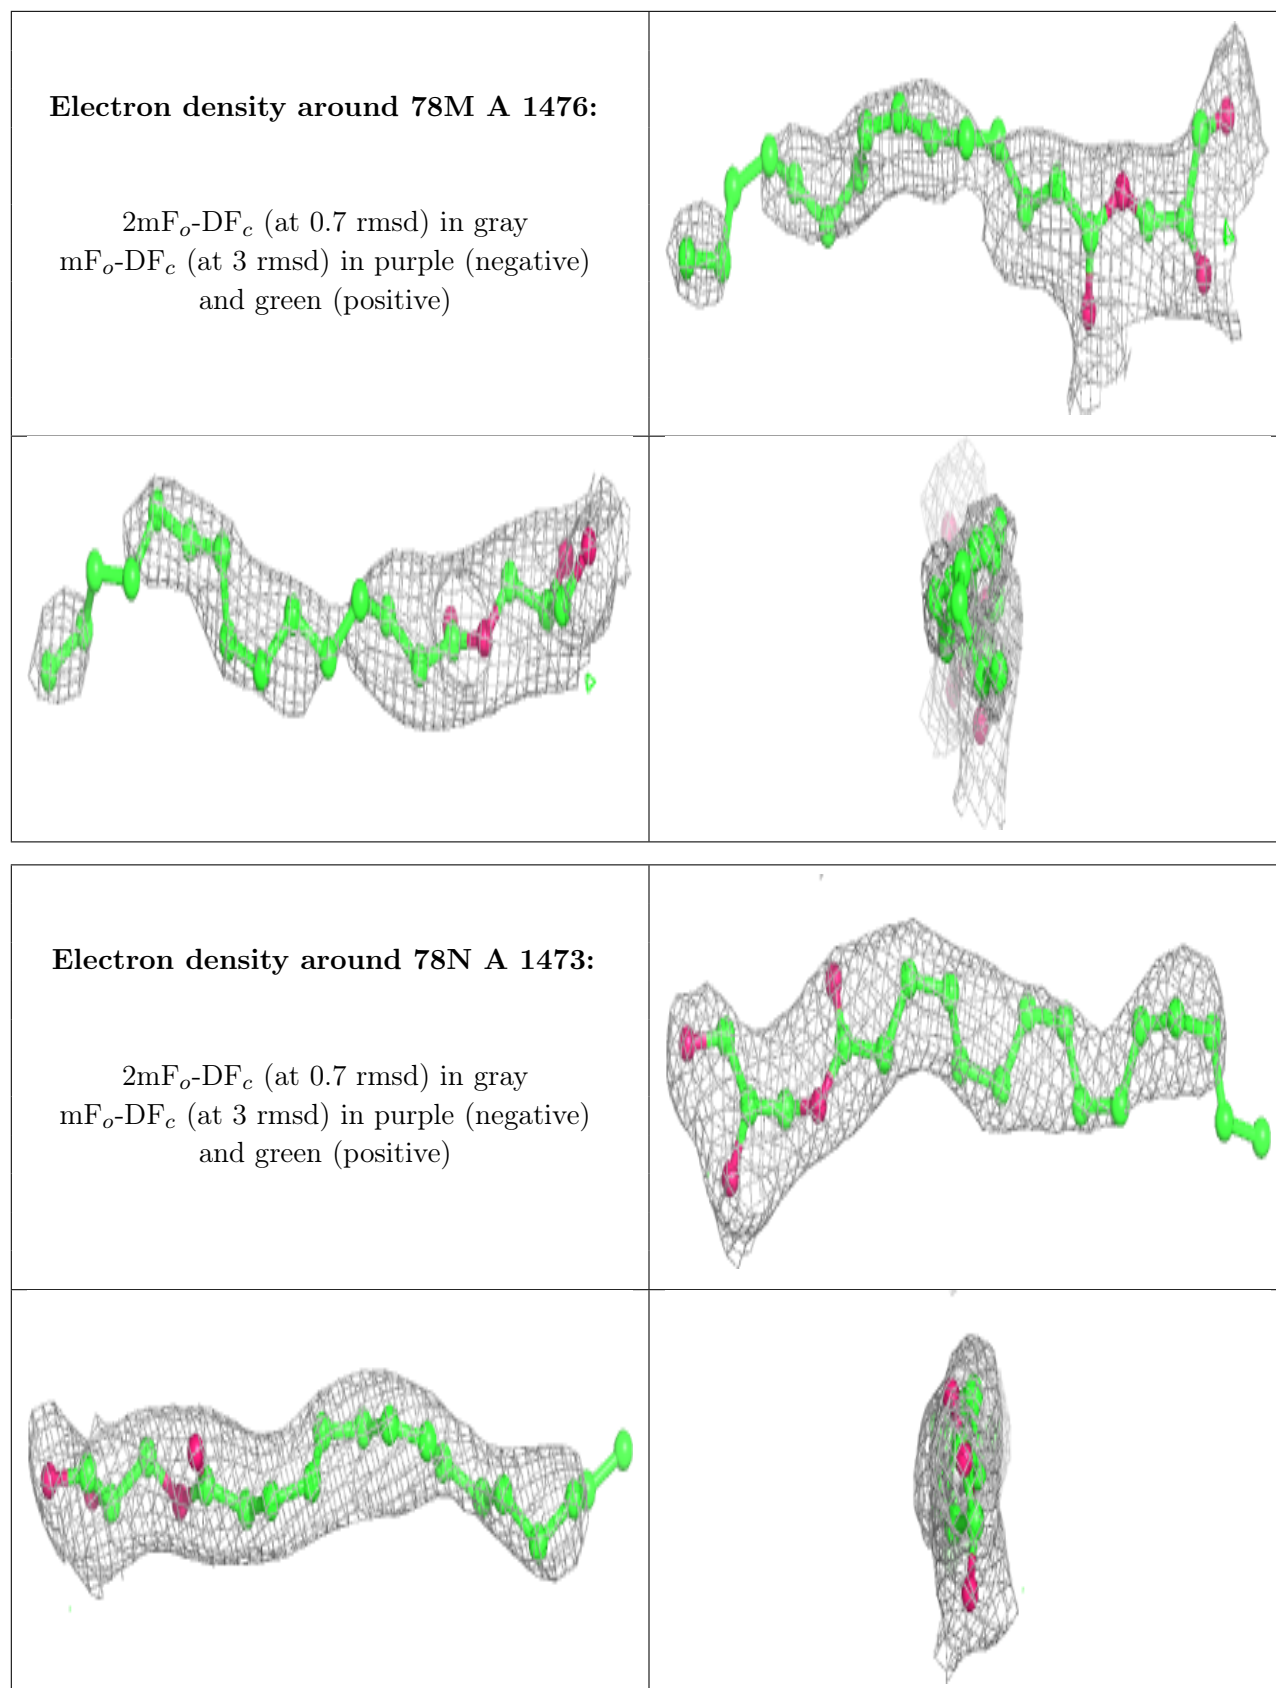 Electron density around 78M A 1476:
2mFo-DFc (at 0.7 rmsd) in gray
mFo-DFc (at 3 rmsd) in purple (negative)
and green (positive)
Electron density around 78N A 1473:
2mFo-DFc (at 0.7 rmsd) in gray
mFo-DFc (at 3 rmsd) in purple (negative)
and green (positive)